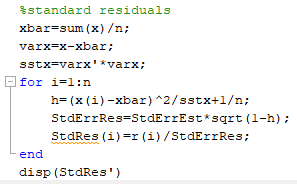 %standard residuals
xbar=sum(x)/n;
varx=x-xbar;
sstx=varx'*varx;
for i=1:n
h=(x(i)-xbar)^2/sstx+1/n;
StdErrRes=StdErrEst*sqrt(1-h);
StdRes(i)=r(i)/StdErrRes;
end
disp(StdRes')